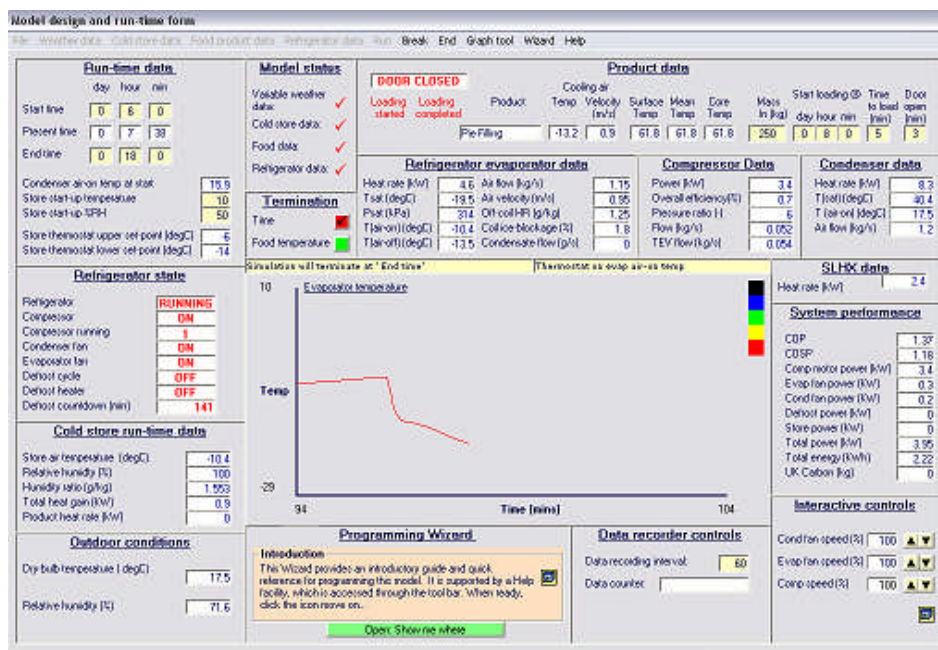 Model design and run-time form
File Weather data Cold store data Food product data Refrigerator data Run Break End Graph tool Wizard Help
Run-time data
day hour min
Start time 0 6 0
Present time 0 7 38
End time 0 18 0
Condenser air-on temp at start 15.9
Store start-up temperature 10
Store start-up %RH 50
Store thermostat upper set-point (degC) -6
Store thermostat lower set-point (degC) -14
Model status
Variable weather
data:
Cold store data:
Food data:
Refrigerator data:
Termination
Time
Food temperature
Product data
DOOR CLOSED
Loading started
Loading completed
Product
Cooling air
Temp Velocity (m/s)
Surface Temp
Mean Temp
Core Temp
Mass in (kg)
Start loading @
day hour min
Time to load (min)
Door open (min)
Pie Filling -13.2 0.9 61.8 61.8 61.8 250 0 8 0 5 3
Refrigerator evaporator data
Heat rate (kW) 4.6 Air flow (kg/s) 1.15
Tsat (degC) -19.5 Air velocity (m/s) 0.95
Psat (kPa) 314 Off-coil HR (g/kg) 1.25
T(air-on) (degC) -10.4 Coil ice blockage (%) 1.8
T(air-off) (degC) -13.5 Condensate flow (g/s) 0
Compressor Data
Power (kW) 3.4
Overall efficiency(%) 0.7
Pressure ratio (-) 6
Flow (kg/s) 0.052
TEV flow (kg/s) 0.054
Condenser data
Heat rate (kW) 8.3
T(sat) (degC) 40.4
T (air-on) (degC) 17.5
Air flow (kg/s) 1.2
Simulation will terminate at 'End time' Thermostat on evap air-on temp
Refrigerator state
Refrigerator RUNNING
Compressor ON
Compressor running 1
Condenser fan ON
Evaporator fan ON
Defrost cycle OFF
Defrost heater OFF
Defrost countdown (min) 141
10 Evaporator temperature
Temp
-29
94 Time (mins) 104
SLHX data
Heat rate (kW) 2.4
System performance
COP 1.37
COSP 1.18
Comp motor power (kW) 3.4
Evap fan power (kW) 0.3
Cond fan power (kW) 0.2
Defrost power (kW) 0
Store power (kW) 0
Total power (kW) 3.95
Total energy (kWh) 2.22
UK Carbon (kg) 0
Cold store run-time data
Store air temperature (degC) -10.4
Relative humidity (%) 100
Humidity ratio (g/kg) 1.553
Total heat gain (kW) 0.9
Product heat rate (kW) 0
Outdoor conditions
Dry-bulb temperature (degC) 17.5
Relative humidity (%) 71.6
Programming Wizard
Introduction
This Wizard provides an introductory guide and quick
reference for programming this model. It is supported by a Help
facility, which is accessed through the tool bar. When ready,
click the icon move on...
Open: Show me where
Data recorder controls
Data recording interval: 60
Data counter:
Interactive controls
Cond fan speed (%) 100
Evap fan speed (%) 100
Comp speed (%) 100